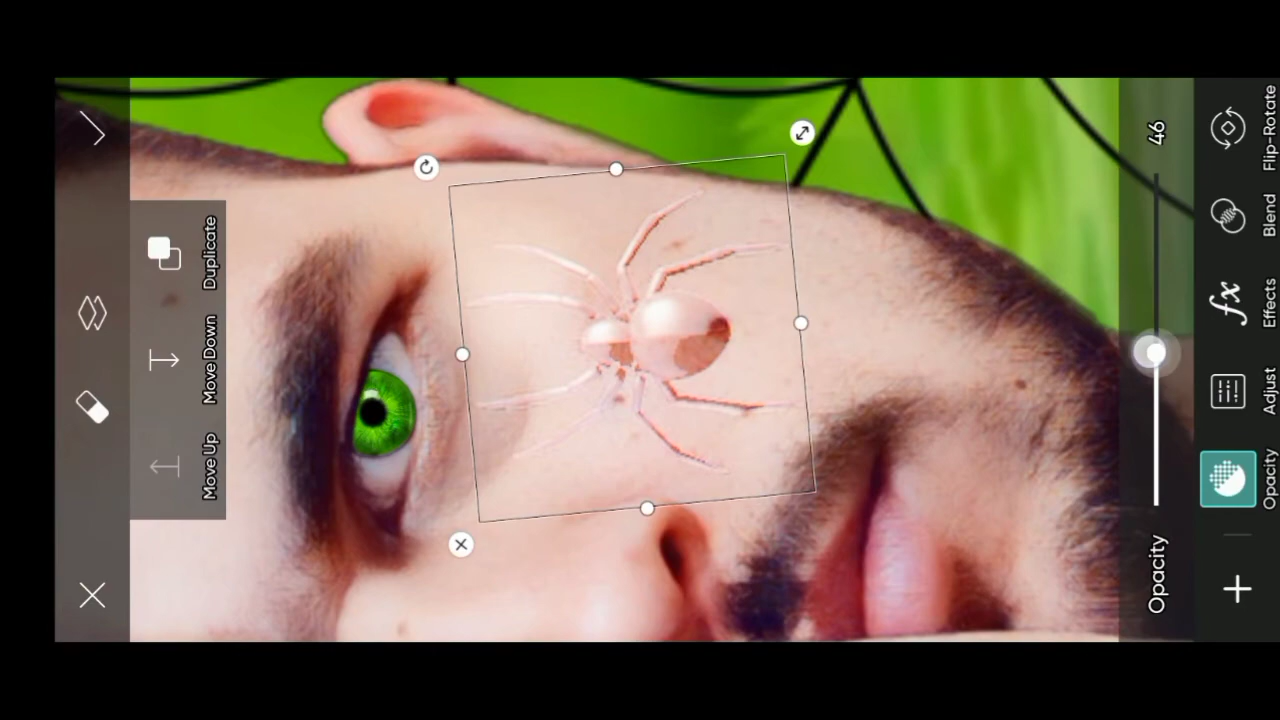 Duplicate
Move Down
Move Up
46
Opacity
Flip-Rotate
Blend
Effects
Adjust
Opacity